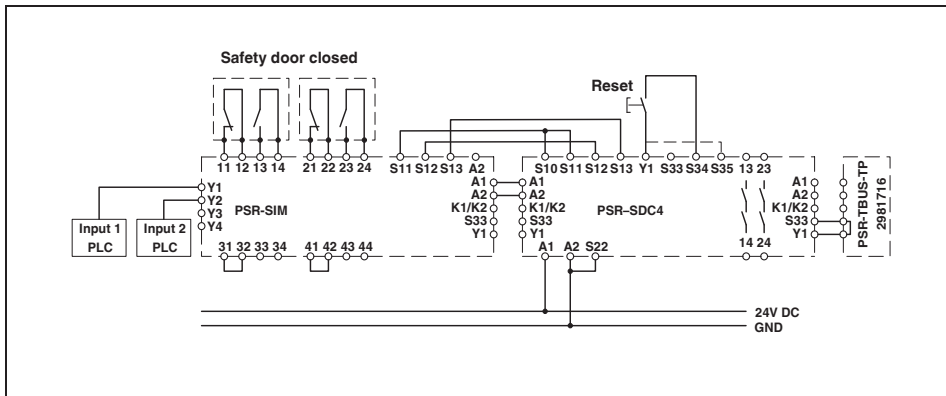 Safety door closed
Reset
11 12 13 14 21 22 23 24 S11 S12 S13 A2 S10 S11 S12 S13 Y1 S33 S34 S35 13 23
Y1 A1 A1 A1
Y2 A2 A2 A2
Y3 PSR-SIM K1/K2 K1/K2 PSR–SDC4 K1/K2
Y4 S33 S33 S33
Y1 Y1 Y1
Input 1 Input 2
PLC PLC
31 32 33 34 41 42 43 44 A1 A2 S22 14 24
PSR-TBUS-TP
2981716
24V DC
GND